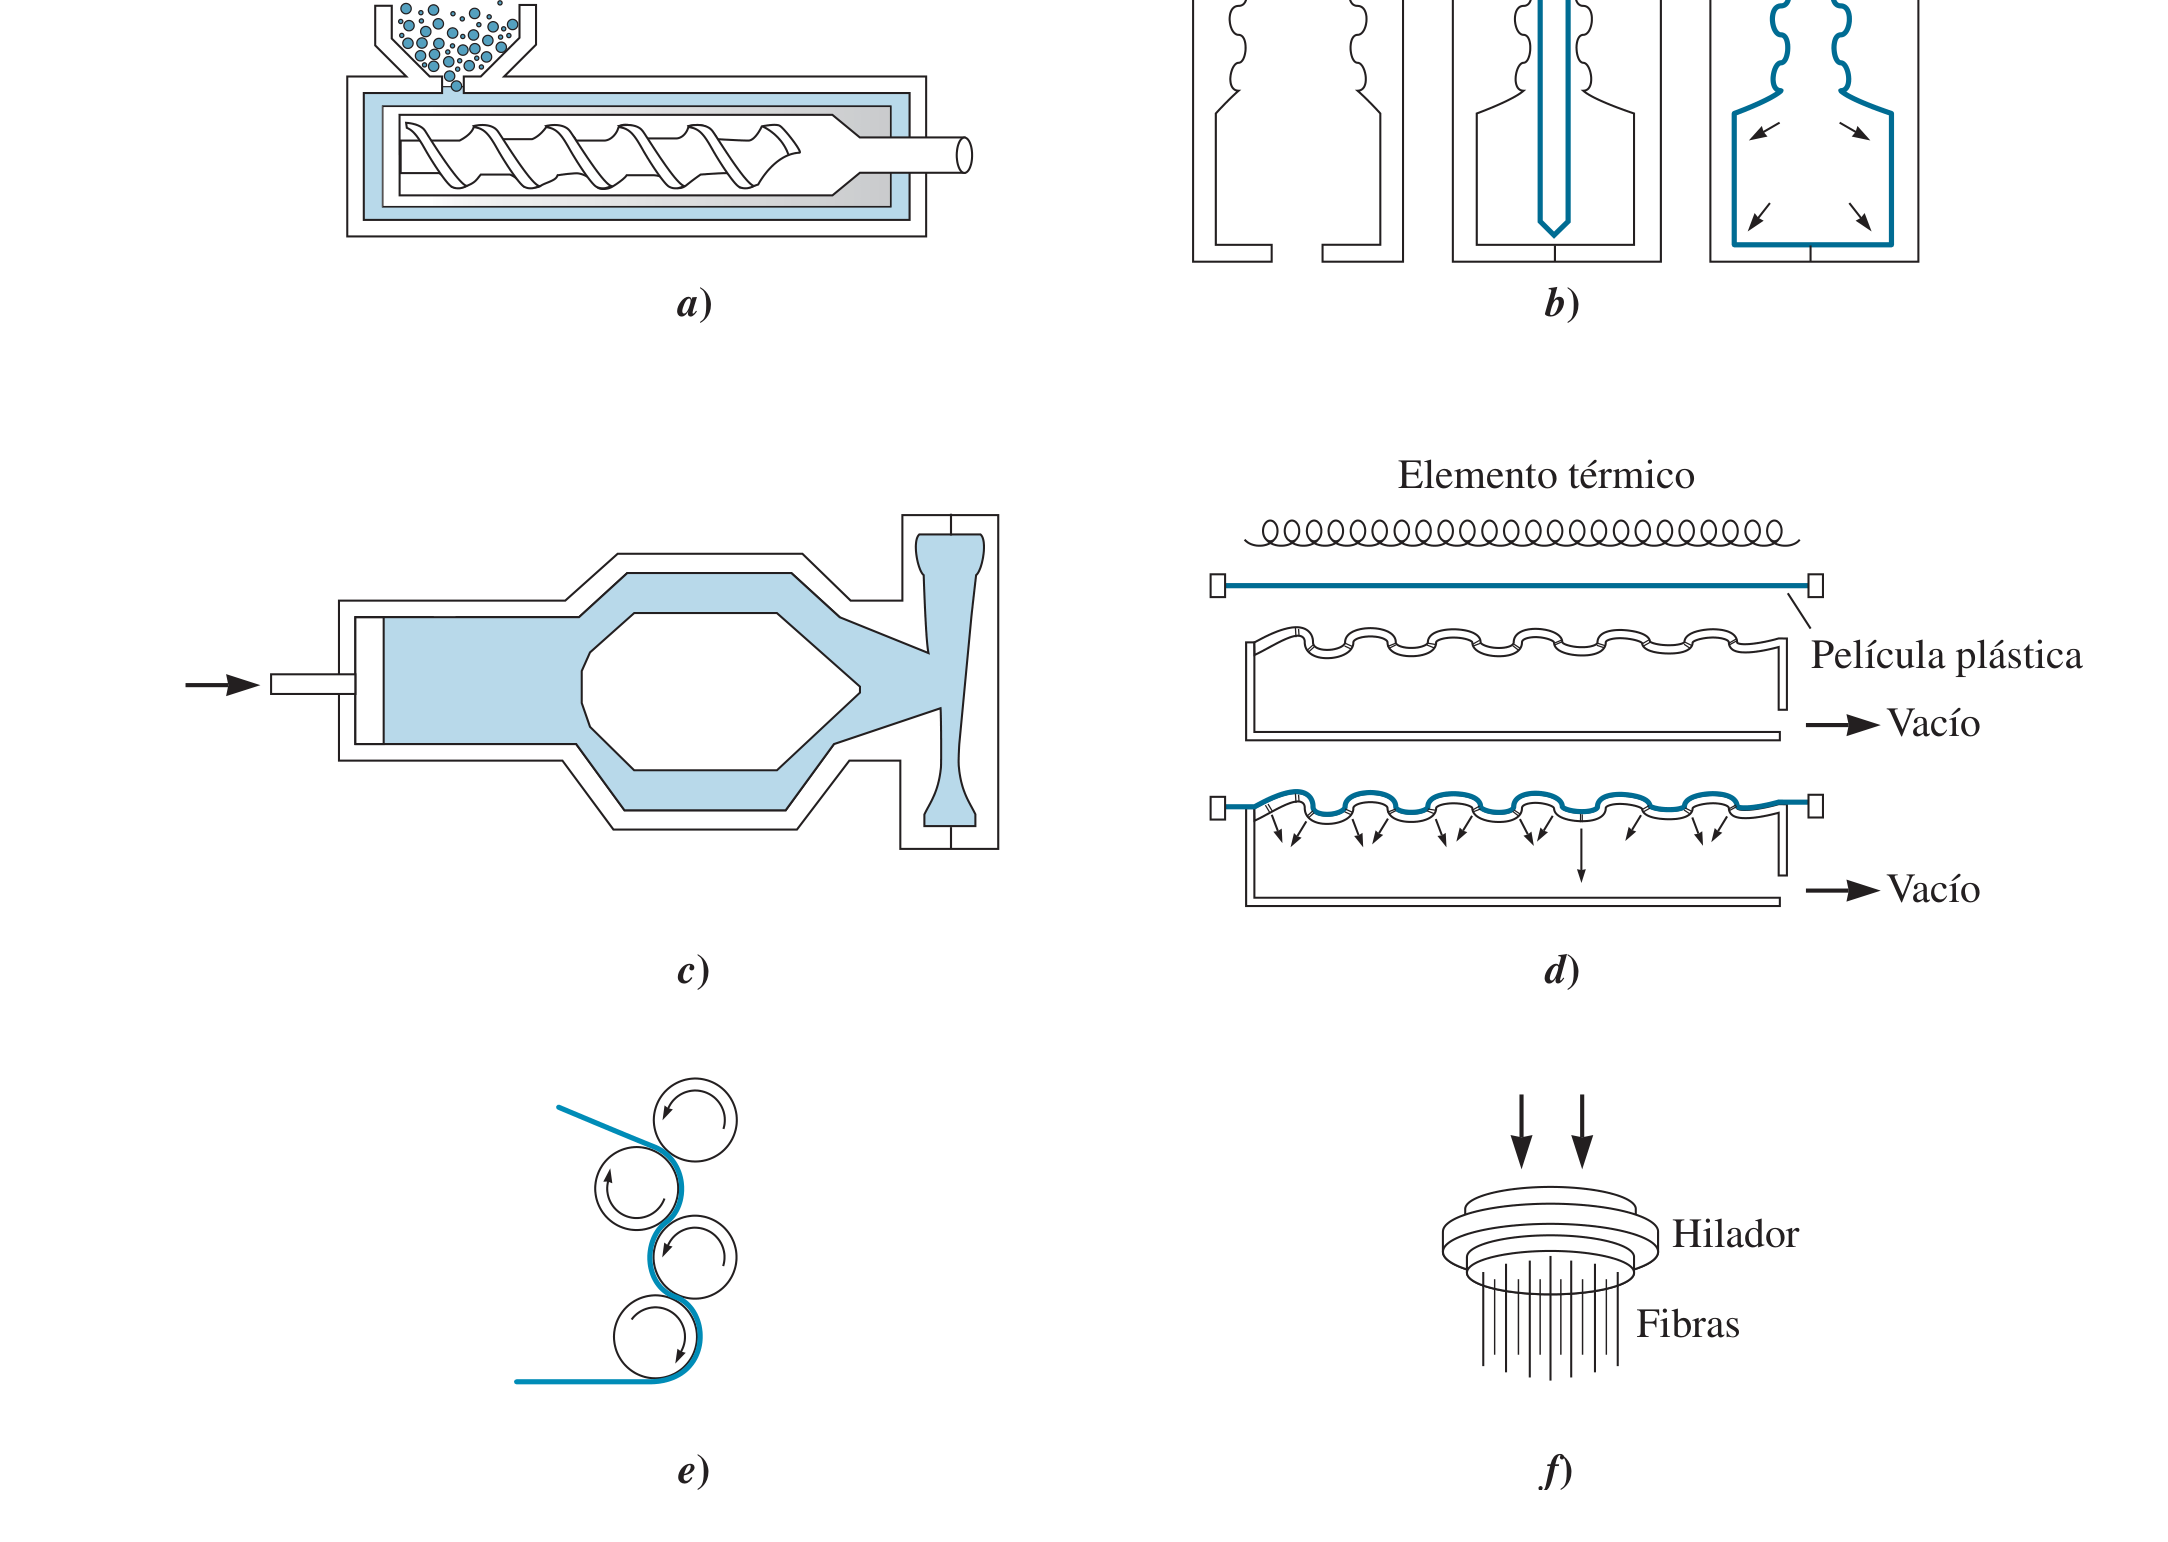 a)
b)
Elemento térmico
Película plástica
Vacío
Vacío
c)
d)
Hilador
Fibras
e)
f)